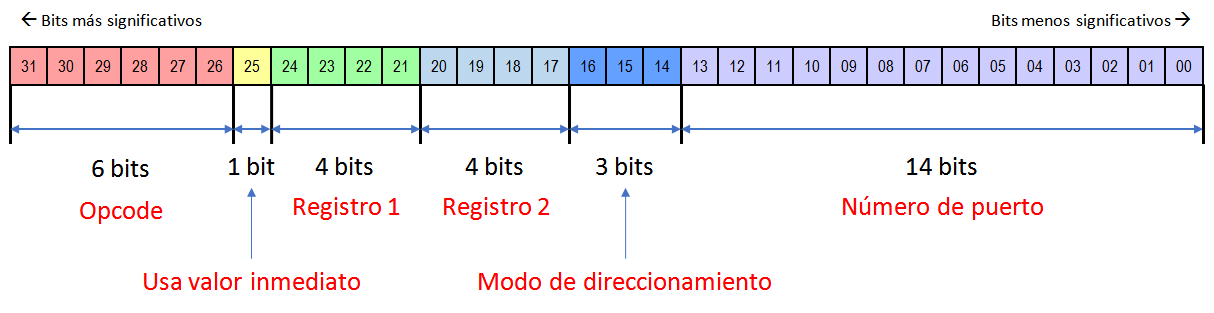 ← Bits más significativos
Bits menos significativos →
31 30 29 28 27 26 25 24 23 22 21 20 19 18 17 16 15 14 13 12 11 10 09 08 07 06 05 04 03 02 01 00
6 bits 1 bit 4 bits 4 bits 3 bits 14 bits
Opcode Registro 1 Registro 2 Número de puerto
Usa valor inmediato Modo de direccionamiento